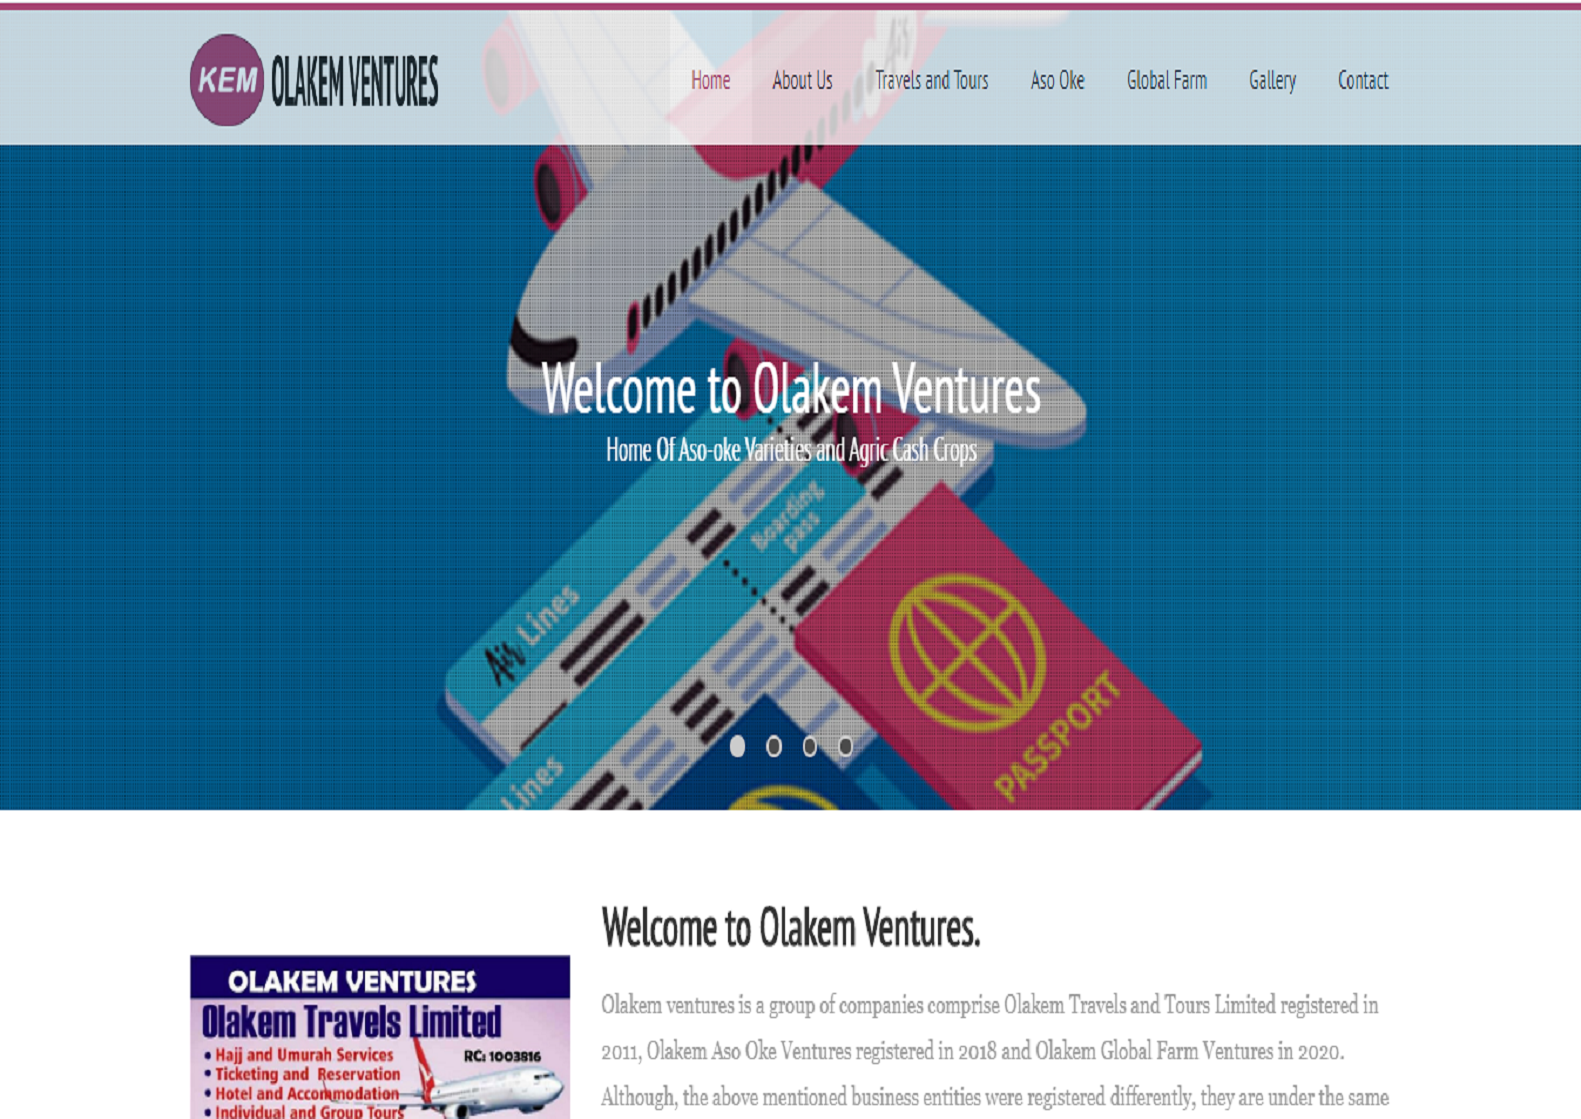 KEM OLAKEM VENTURES
Home About Us Travels and Tours Aso Oke Global Farm Gallery Contact
Air
Welcome to Olakem Ventures
Home Of Aso-oke Varieties and Agric Cash Crops
Boarding
pass
Air Lines
Lines
PASSPORT
Welcome to Olakem Ventures.
Olakem ventures is a group of companies comprise Olakem Travels and Tours Limited registered in
2011, Olakem Aso Oke Ventures registered in 2018 and Olakem Global Farm Ventures in 2020.
Although, the above mentioned business entities were registered differently, they are under the same
OLAKEM VENTURES
Olakem Travels Limited
• Hajj and Umurah Services
RC: 1003816
• Ticketing and Reservation
• Hotel and Accommodation
• Individual and Group Tours